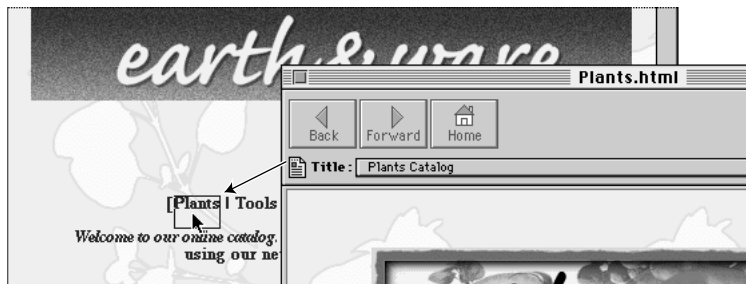 earth & ware
Plants.html
Back Forward Home
Title : Plants Catalog
[Plants | Tools
Welcome to our online catalog.
using our ne